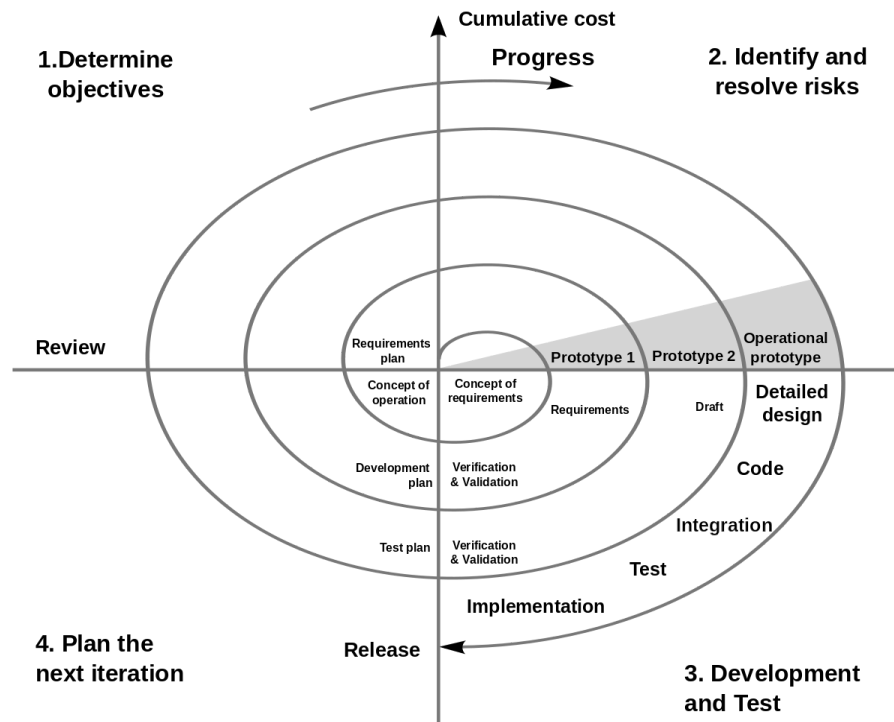 Cumulative cost
Progress
1.Determine
objectives
2. Identify and
resolve risks
Review
Requirements
plan
Prototype 1
Prototype 2
Operational
prototype
Concept of
operation
Concept of
requirements
Requirements
Draft
Detailed
design
Development
plan
Verification
& Validation
Code
Integration
Test plan
Verification
& Validation
Test
Implementation
Release
4. Plan the
next iteration
3. Development
and Test